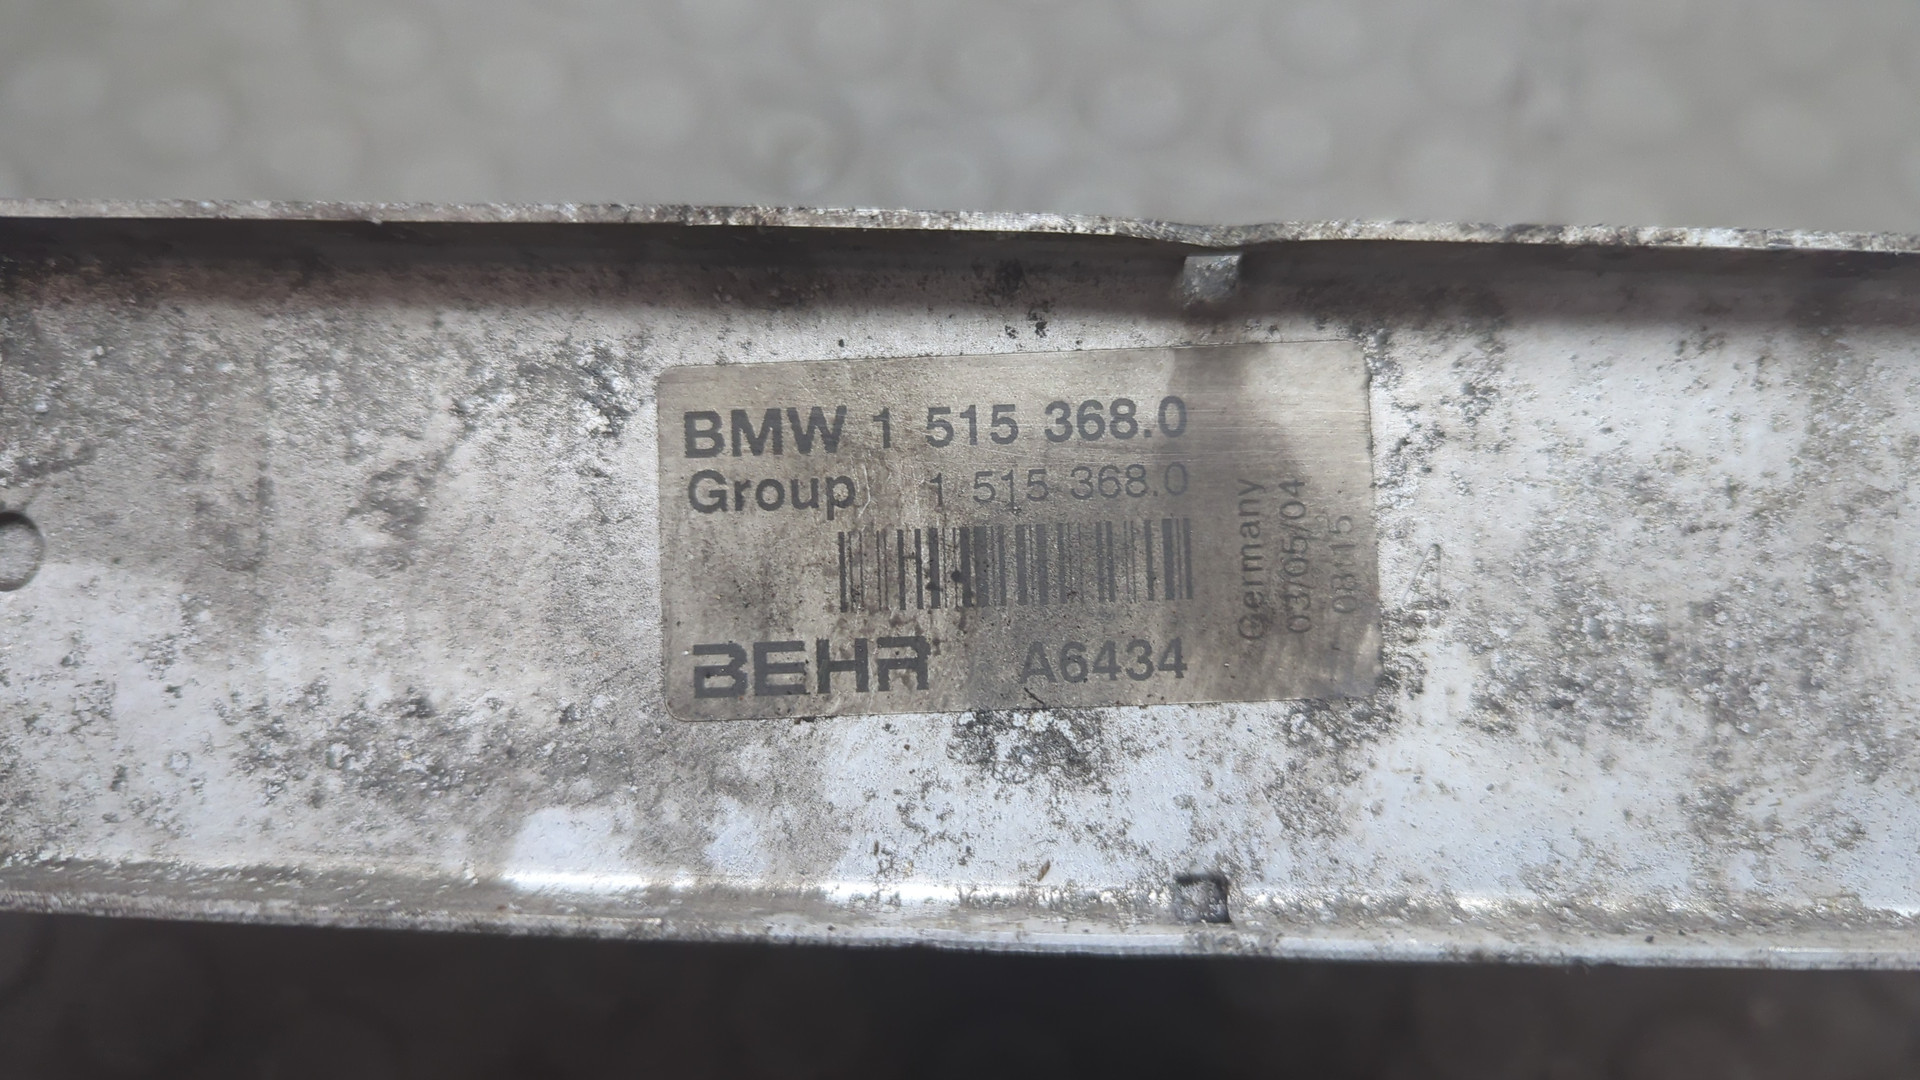 BMW 1 515 368.0
Group 1 515 368.0
BEHR A6434
Germany
03/05/04
08:15